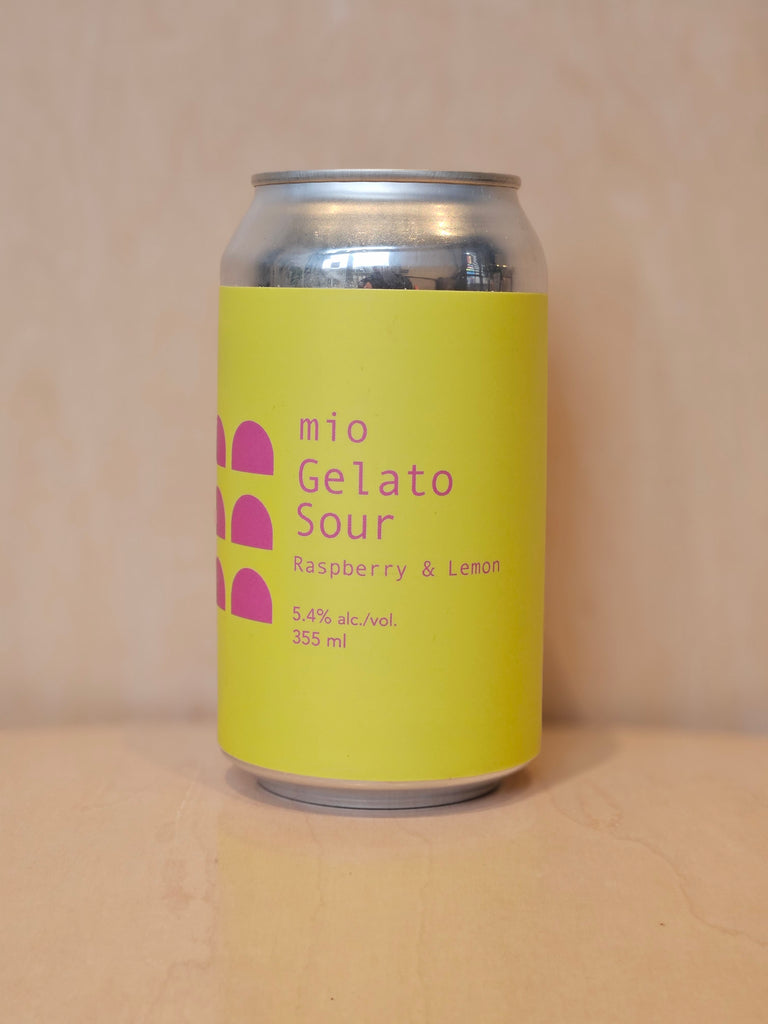 mio
Gelato
Sour
Raspberry & Lemon
5.4% alc./vol.
355 ml